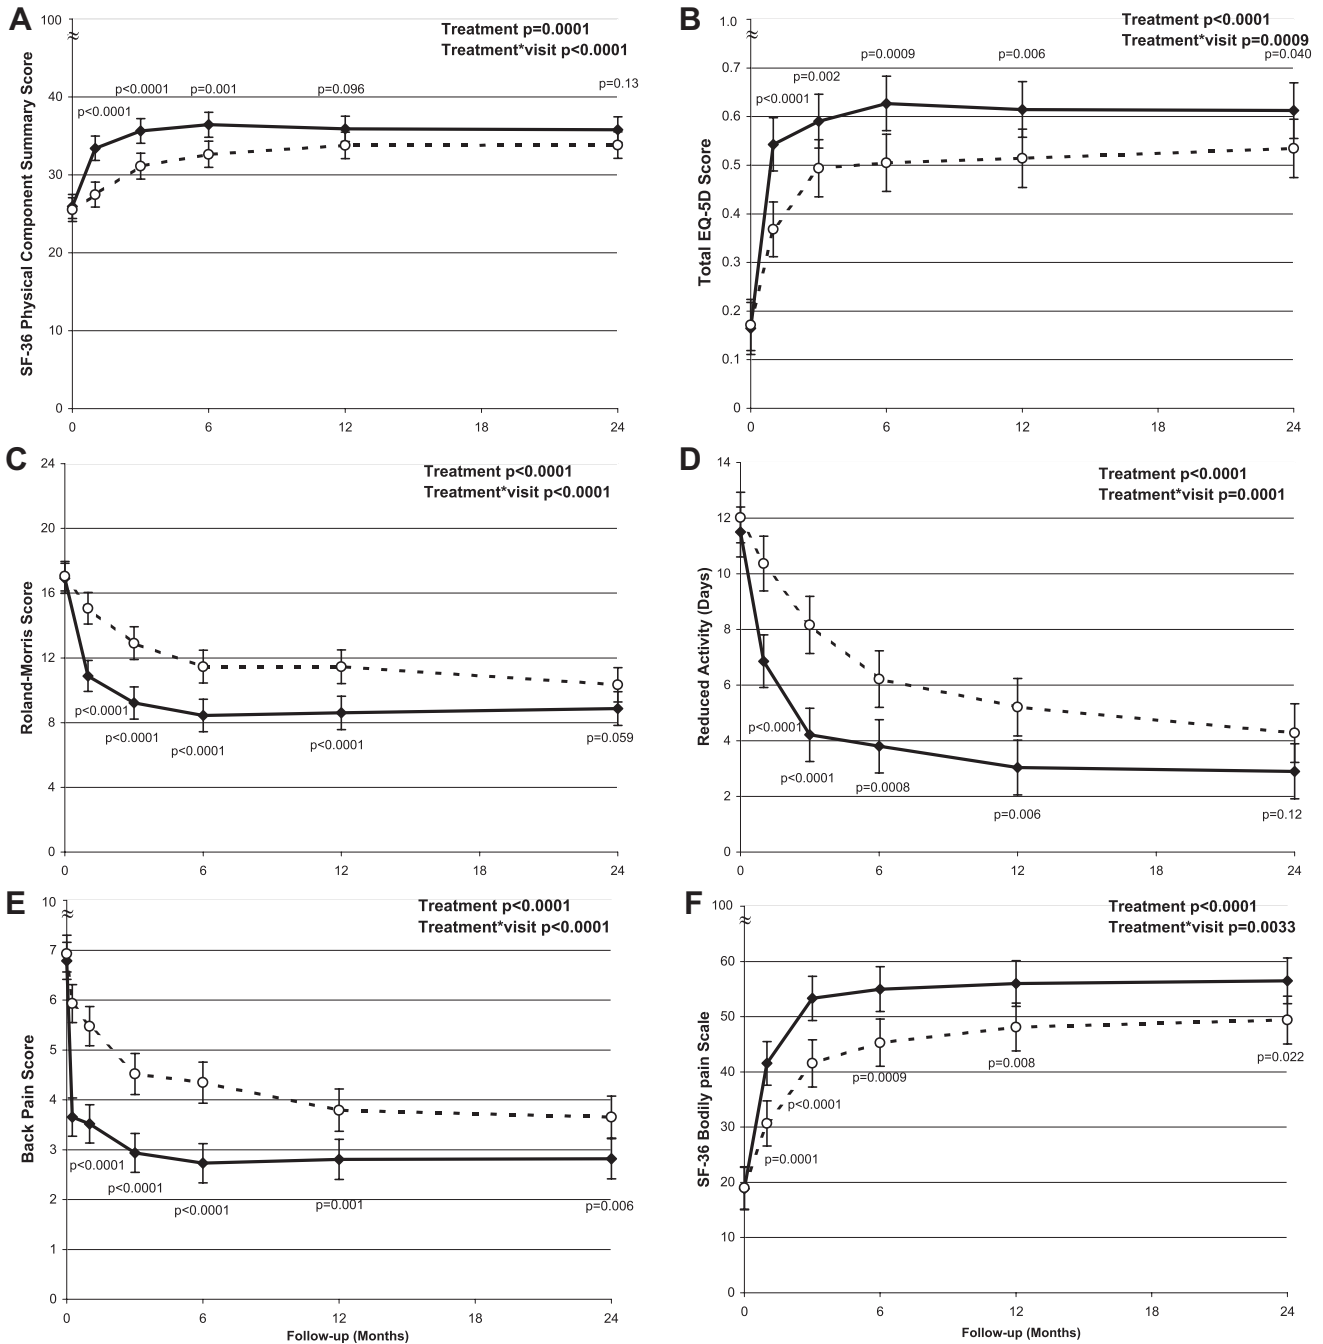 A
Treatment p=0.0001
Treatment*visit p<0.0001
SF-36 Physical Component Summary Score
100
40
30
20
10
0
p<0.0001
p<0.0001
p=0.001
p=0.096
p=0.13
0 6 12 18 24
B
Treatment p<0.0001
Treatment*visit p=0.0009
Total EQ-5D Score
1.0
0.7
0.6
0.5
0.4
0.3
0.2
0.1
0
p<0.0001
p=0.002
p=0.0009
p=0.006
p=0.040
0 6 12 18 24
C
Treatment p<0.0001
Treatment*visit p<0.0001
Roland-Morris Score
24
20
16
12
8
4
0
p<0.0001
p<0.0001
p<0.0001
p<0.0001
p=0.059
0 6 12 18 24
D
Treatment p<0.0001
Treatment*visit p=0.0001
Reduced Activity (Days)
14
12
10
8
6
4
2
0
p<0.0001
p<0.0001
p=0.0008
p=0.006
p=0.12
0 6 12 18 24
E
Treatment p<0.0001
Treatment*visit p<0.0001
Back Pain Score
10
7
6
5
4
3
2
1
0
p<0.0001
p<0.0001
p<0.0001
p=0.001
p=0.006
0 6 12 18 24
Follow-up (Months)
F
Treatment p<0.0001
Treatment*visit p=0.0033
SF-36 Bodily pain Scale
100
60
50
40
30
20
10
0
p=0.0001
p<0.0001
p=0.0009
p=0.008
p=0.022
0 6 12 18 24
Follow-up (Months)